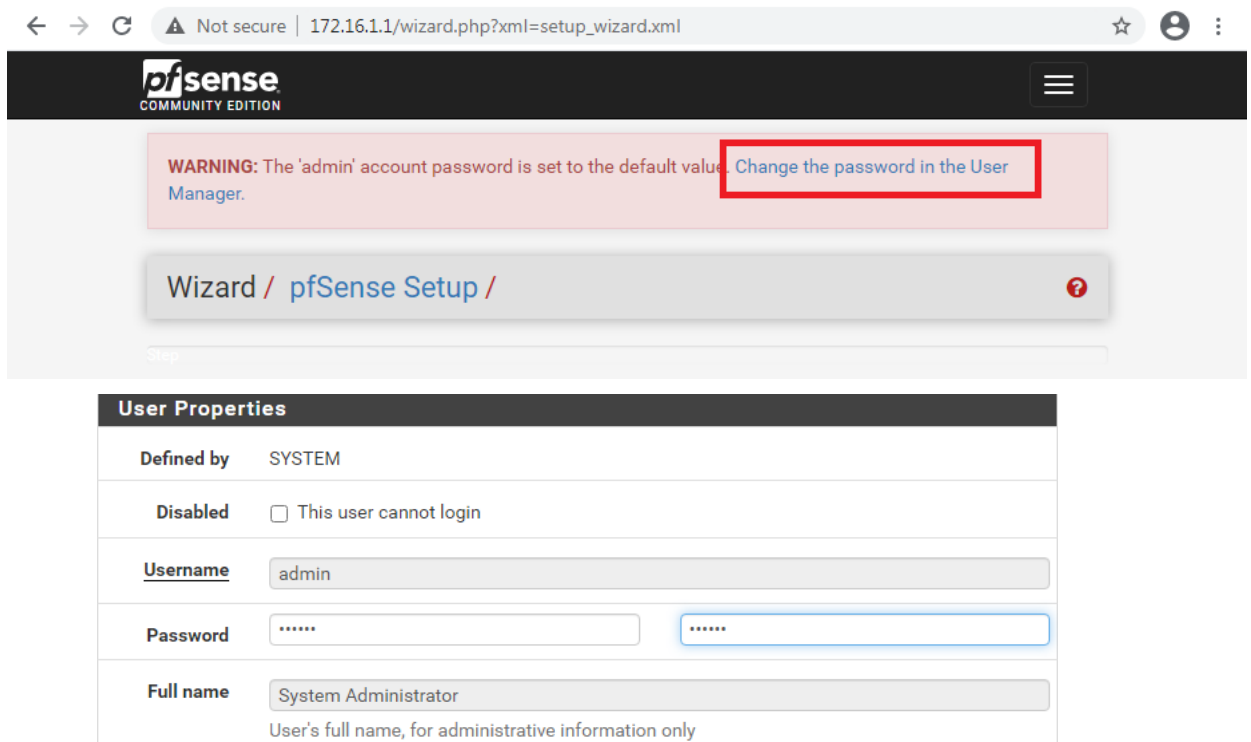 Not secure | 172.16.1.1/wizard.php?xml=setup_wizard.xml
pfsense
COMMUNITY EDITION
WARNING: The 'admin' account password is set to the default value. Change the password in the User
Manager.
Wizard / pfSense Setup /
Step
User Properties
Defined by SYSTEM
Disabled This user cannot login
Username admin
Password •••••• ••••••
Full name System Administrator
User's full name, for administrative information only